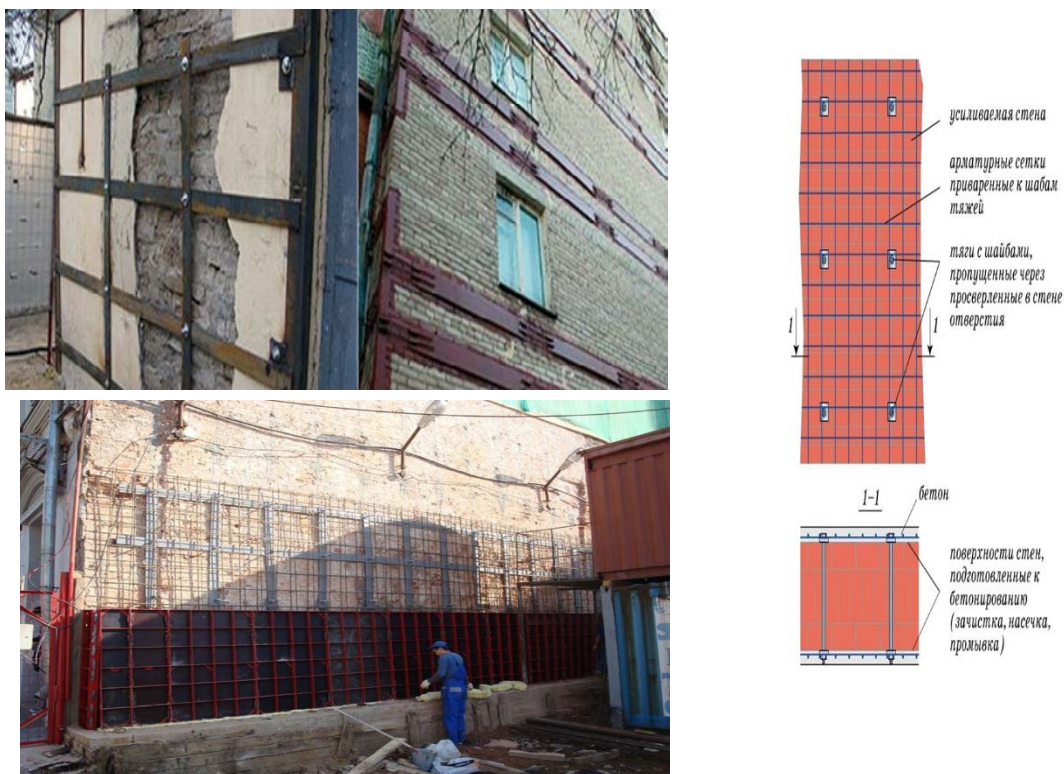 усиливаемая стена
арматурные сетки
приваренные к шабам
тяжей
тяги с шайбами,
пропущенные через
просверленные в стене
отверстия
1 1
1-1
бетон
поверхности стен,
подготовленные к
бетонированию
(зачистка, насечка,
промывка)